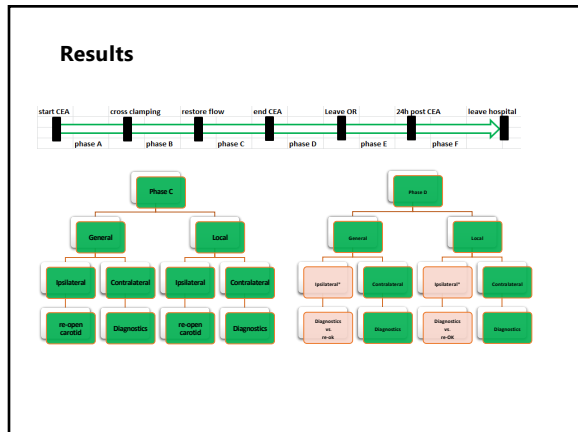 Results
start CEA cross clamping restore flow end CEA Leave OR 24h post CEA leave hospital
phase A phase B phase C phase D phase E phase F
Phase C
General Local
Ipsilateral Contralateral Ipsilateral Contralateral
re-open
carotid
Diagnostics
re-open
carotid
Diagnostics
Phase D
General Local
Ipsilateral* Contralateral Ipsilateral* Contralateral
Diagnostics
vs.
re-ok
Diagnostics
Diagnostics
vs.
re-OK
Diagnostics